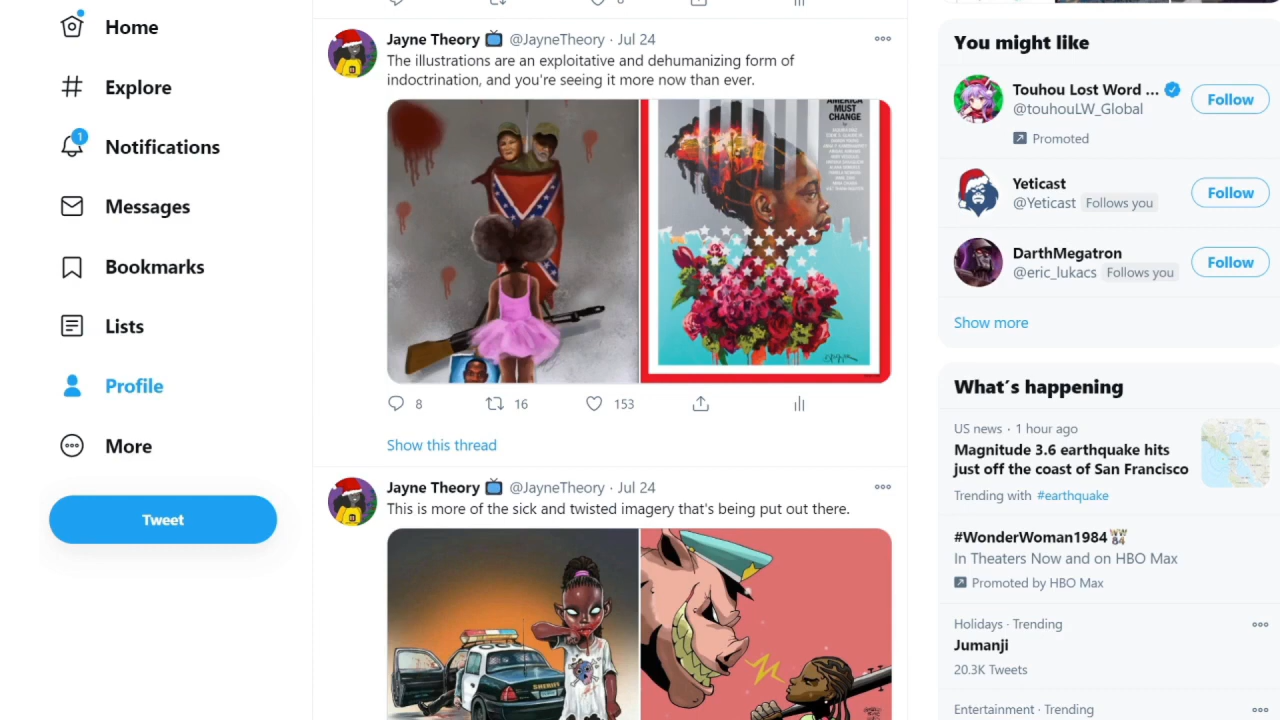 Home
Explore
1
Notifications
Messages
Bookmarks
Lists
Profile
More
Tweet
8
Jayne Theory 📺 @JayneTheory · Jul 24
The illustrations are an exploitative and dehumanizing form of
indoctrination, and you're seeing it more now than ever.
AMERICA
MUST
CHANGE
8
16
153
Show this thread
Jayne Theory 📺 @JayneTheory · Jul 24
This is more of the sick and twisted imagery that's being put out there.
SHERIFF
You might like
Touhou Lost Word ...
@touhouLW_Global
Follow
Promoted
Yeticast
@Yeticast Follows you
Follow
DarthMegatron
@eric_lukacs Follows you
Follow
Show more
What's happening
US news · 1 hour ago
Magnitude 3.6 earthquake hits
just off the coast of San Francisco
Trending with #earthquake
#WonderWoman1984
In Theaters Now and on HBO Max
Promoted by HBO Max
Holidays · Trending
Jumanji
20.3K Tweets
Entertainment · Trending